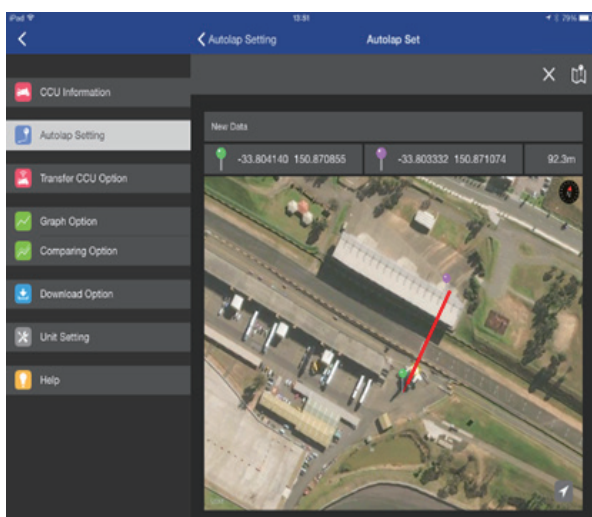 iPad
13:51
79%
Autolap Setting
Autolap Set
CCU Information
Autolap Setting
Transfer CCU Option
Graph Option
Comparing Option
Download Option
Unit Setting
Help
New Data
-33.804140 150.870855
-33.803332 150.871074
92.3m